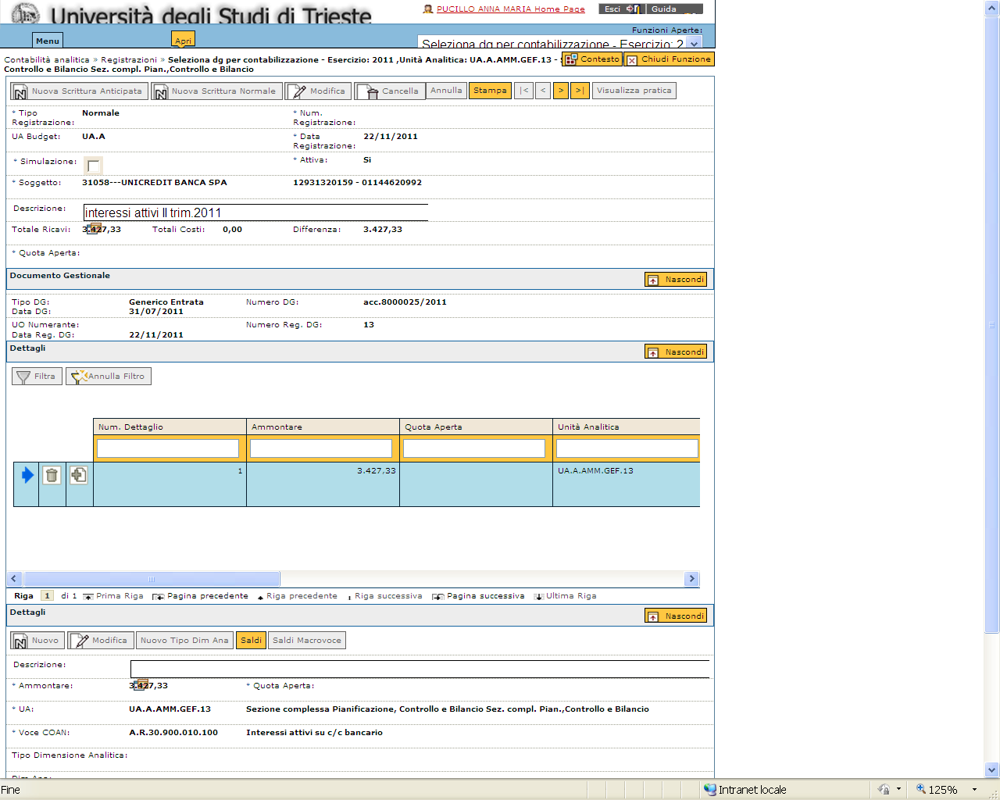 Università degli Studi di Trieste
PUCILLO ANNA MARIA Home Page
Esci | Guida
Funzioni Aperte:
Menu
Apri
Seleziona dg per contabilizzazione - Esercizio: 2
Contabilità analitica » Registrazioni » Seleziona dg per contabilizzazione - Esercizio: 2011 ,Unità Analitica: UA.A.AMM.GEF.13 -
Controllo e Bilancio Sez. compl. Pian.,Controllo e Bilancio
Contesto
Chiudi Funzione
Nuova Scrittura Anticipata
Nuova Scrittura Normale
Modifica
Cancella
Annulla
Stampa
|<
<
>
>|
Visualizza pratica
* Tipo Registrazione: Normale
* Num. Registrazione:
UA Budget: UA.A
* Data Registrazione: 22/11/2011
* Simulazione:
* Attiva: Si
* Soggetto: 31058---UNICREDIT BANCA SPA 12931320159 - 01144620992
Descrizione: interessi attivi II trim.2011
Totale Ricavi: 3.427,33 Totali Costi: 0,00 Differenza: 3.427,33
* Quota Aperta:
Documento Gestionale
Nascondi
Tipo DG: Generico Entrata Numero DG: acc.8000025/2011
Data DG: 31/07/2011
UO Numerante: Numero Reg. DG: 13
Data Reg. DG: 22/11/2011
Dettagli
Nascondi
Filtra
Annulla Filtro
Num. Dettaglio Ammontare Quota Aperta Unità Analitica
1 3.427,33 UA.A.AMM.GEF.13
Riga 1 di 1 Prima Riga Pagina precedente Riga precedente Riga successiva Pagina successiva Ultima Riga
Dettagli
Nascondi
Nuovo
Modifica
Nuovo Tipo Dim Ana
Saldi
Saldi Macrovoce
Descrizione:
* Ammontare: 3.427,33 * Quota Aperta:
* UA: UA.A.AMM.GEF.13 Sezione complessa Pianificazione, Controllo e Bilancio Sez. compl. Pian.,Controllo e Bilancio
* Voce COAN: A.R.30.900.010.100 Interessi attivi su c/c bancario
Tipo Dimensione Analitica:
Fine
Intranet locale
125%